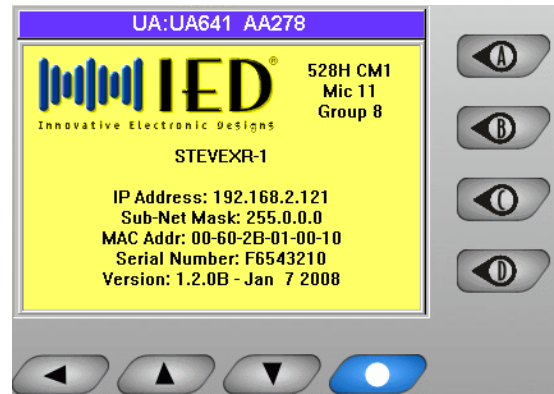 UA:UA641 AA278
IED®
Innovative Electronic Designs
528H CM1
Mic 11
Group 8
STEVEXR-1
IP Address: 192.168.2.121
Sub-Net Mask: 255.0.0.0
MAC Addr: 00-60-2B-01-00-10
Serial Number: F6543210
Version: 1.2.0B - Jan 7 2008
A
B
C
D